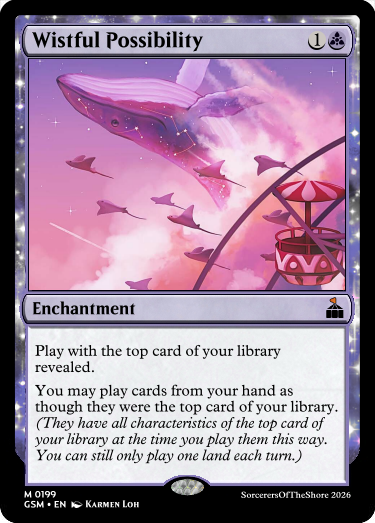 Wistful Possibility 1
Enchantment
Play with the top card of your library
revealed.
You may play cards from your hand as
though they were the top card of your library.
(They have all characteristics of the top card of
your library at the time you play them this way.
You can still only play one land each turn.)
M 0199
GSM • EN Karmen Loh
SorcerersOfTheShore 2026